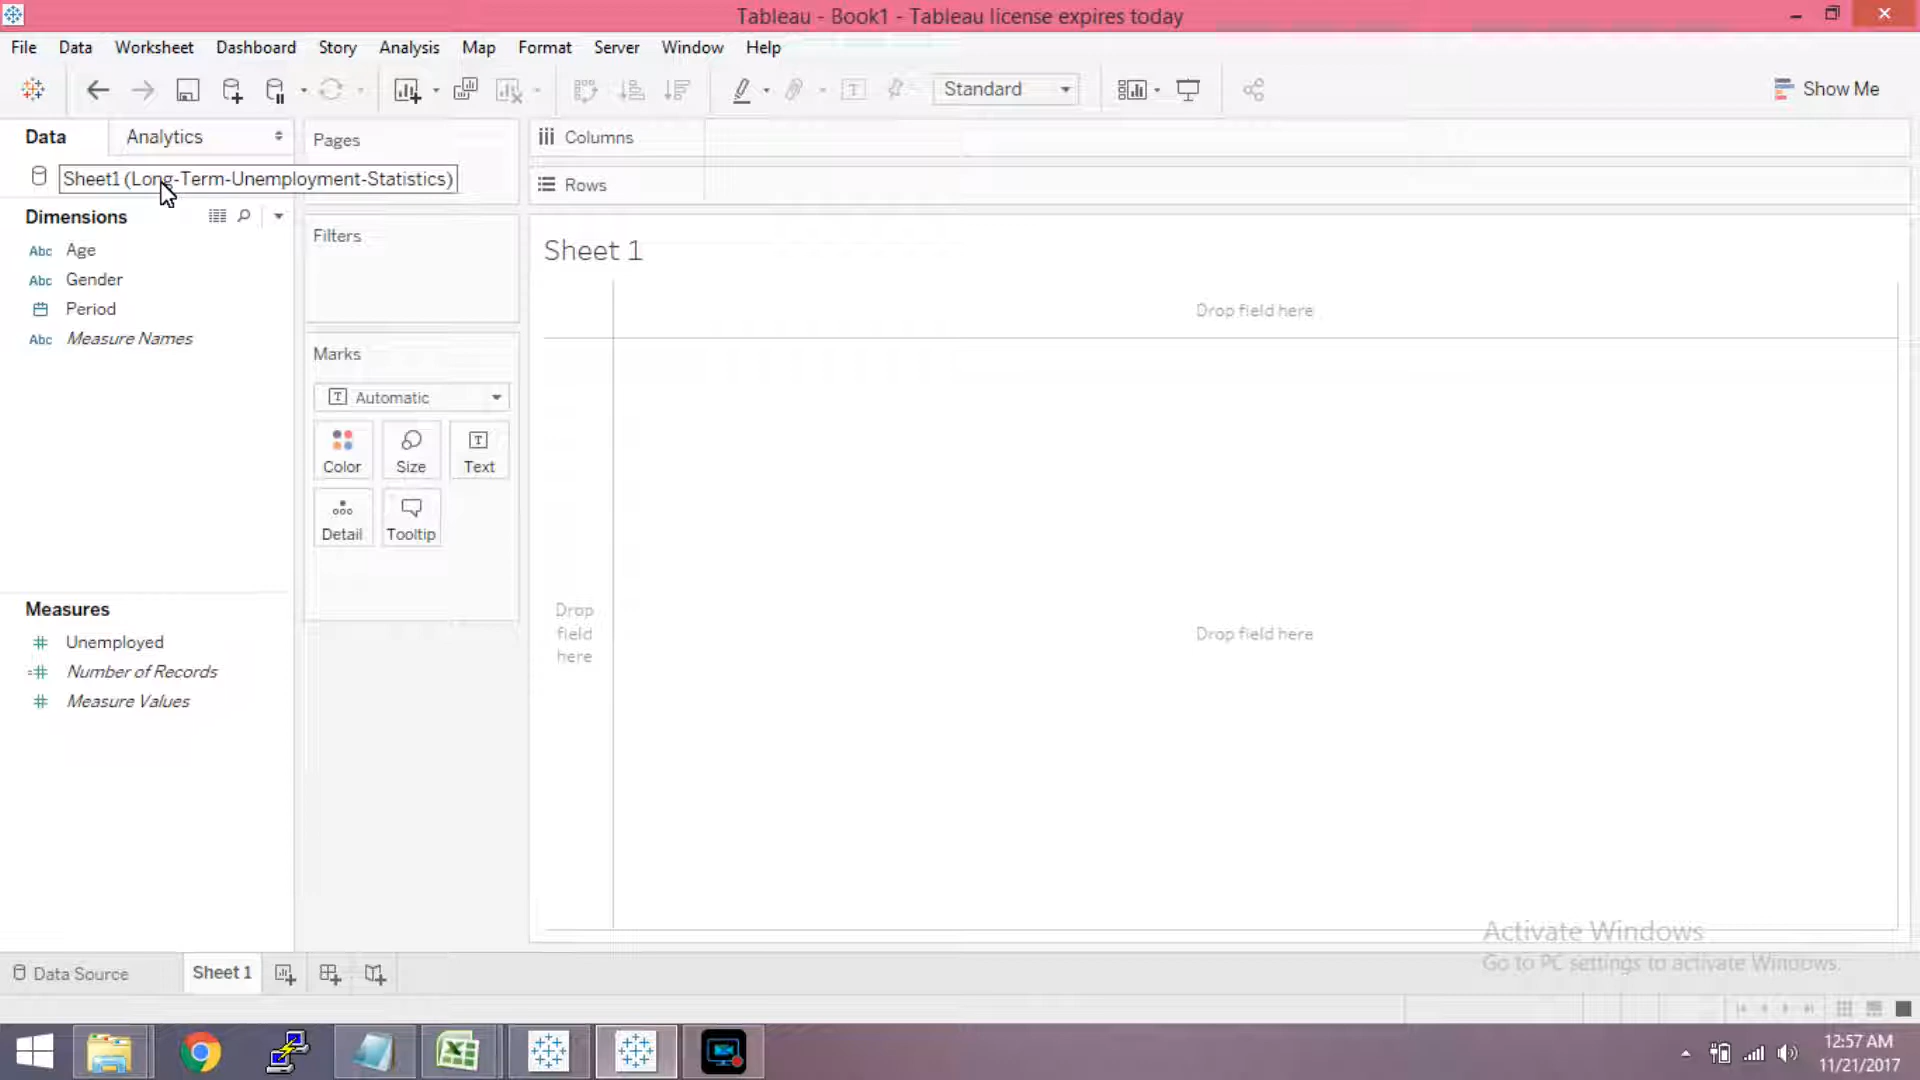 Tableau - Book1 - Tableau license expires today
File Data Worksheet Dashboard Story Analysis Map Format Server Window Help
Standard
Show Me
Data
Analytics
Pages
Columns
Sheet1 (Long-Term-Unemployment-Statistics)
Rows
Dimensions
Filters
Sheet 1
Abc Age
Abc Gender
Period
Abc Measure Names
Drop field here
Marks
Automatic
Color
Size
Text
Detail
Tooltip
Drop
field
here
Drop field here
Measures
Unemployed
Number of Records
Measure Values
Activate Windows
Go to PC settings to activate Windows.
Data Source
Sheet 1
12:57 AM
11/21/2017